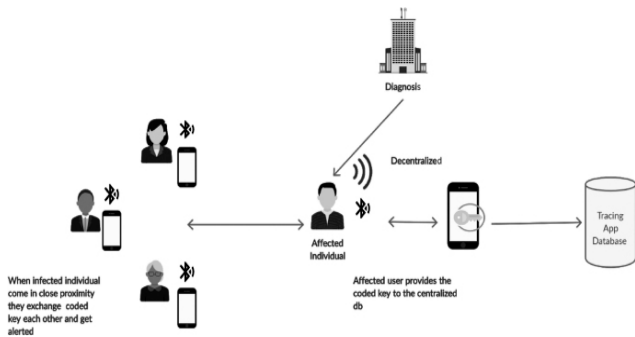 Diagnosis
Decentralized
Affected
Individual
Tracing
App
Database
When infected individual
come in close proximity
they exchange coded
key each other and get
alerted
Affected user provides the
coded key to the centralized
db